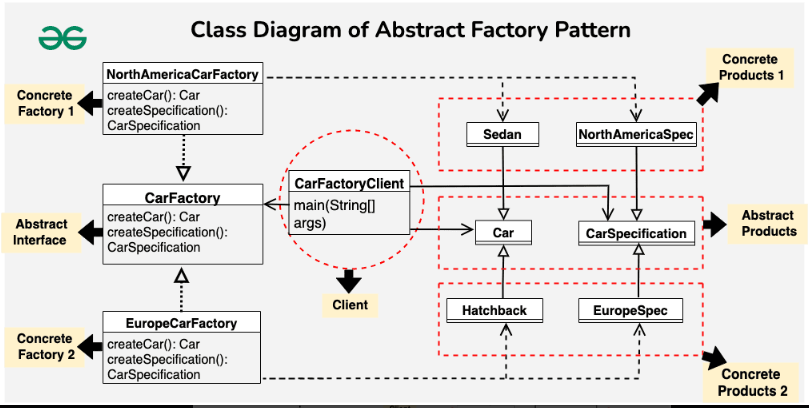 Class Diagram of Abstract Factory Pattern
NorthAmericaCarFactory
createCar(): Car
createSpecification():
CarSpecification
Concrete
Factory 1
Concrete
Products 1
Sedan
NorthAmericaSpec
CarFactory
createCar(): Car
createSpecification():
CarSpecification
Abstract
Interface
CarFactoryClient
main(String[]
args)
Client
Car
CarSpecification
Abstract
Products
EuropeCarFactory
createCar(): Car
createSpecification():
CarSpecification
Concrete
Factory 2
Hatchback
EuropeSpec
Concrete
Products 2